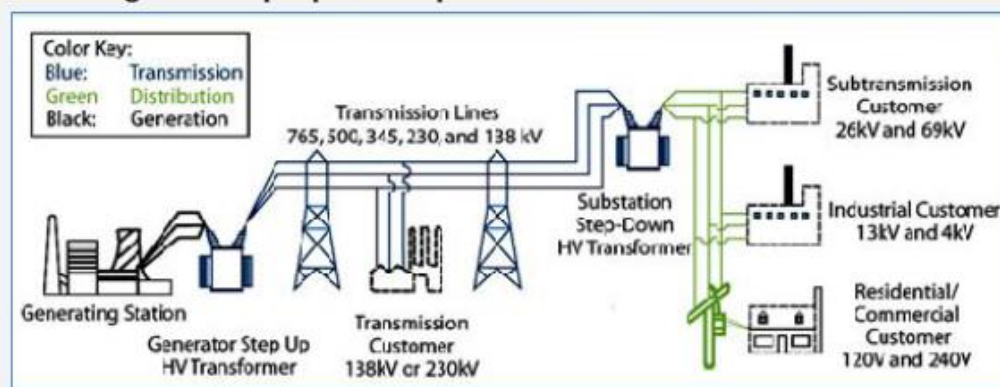 Color Key:
Blue: Transmission
Green Distribution
Black: Generation
Transmission Lines
765, 500, 345, 230, and 138 kV
Subtransmission
Customer
26kV and 69kV
Substation
Step-Down
HV Transformer
Industrial Customer
13kV and 4kV
Generating Station
Generator Step Up
HV Transformer
Transmission
Customer
138kV or 230kV
Residential/
Commercial
Customer
120V and 240V